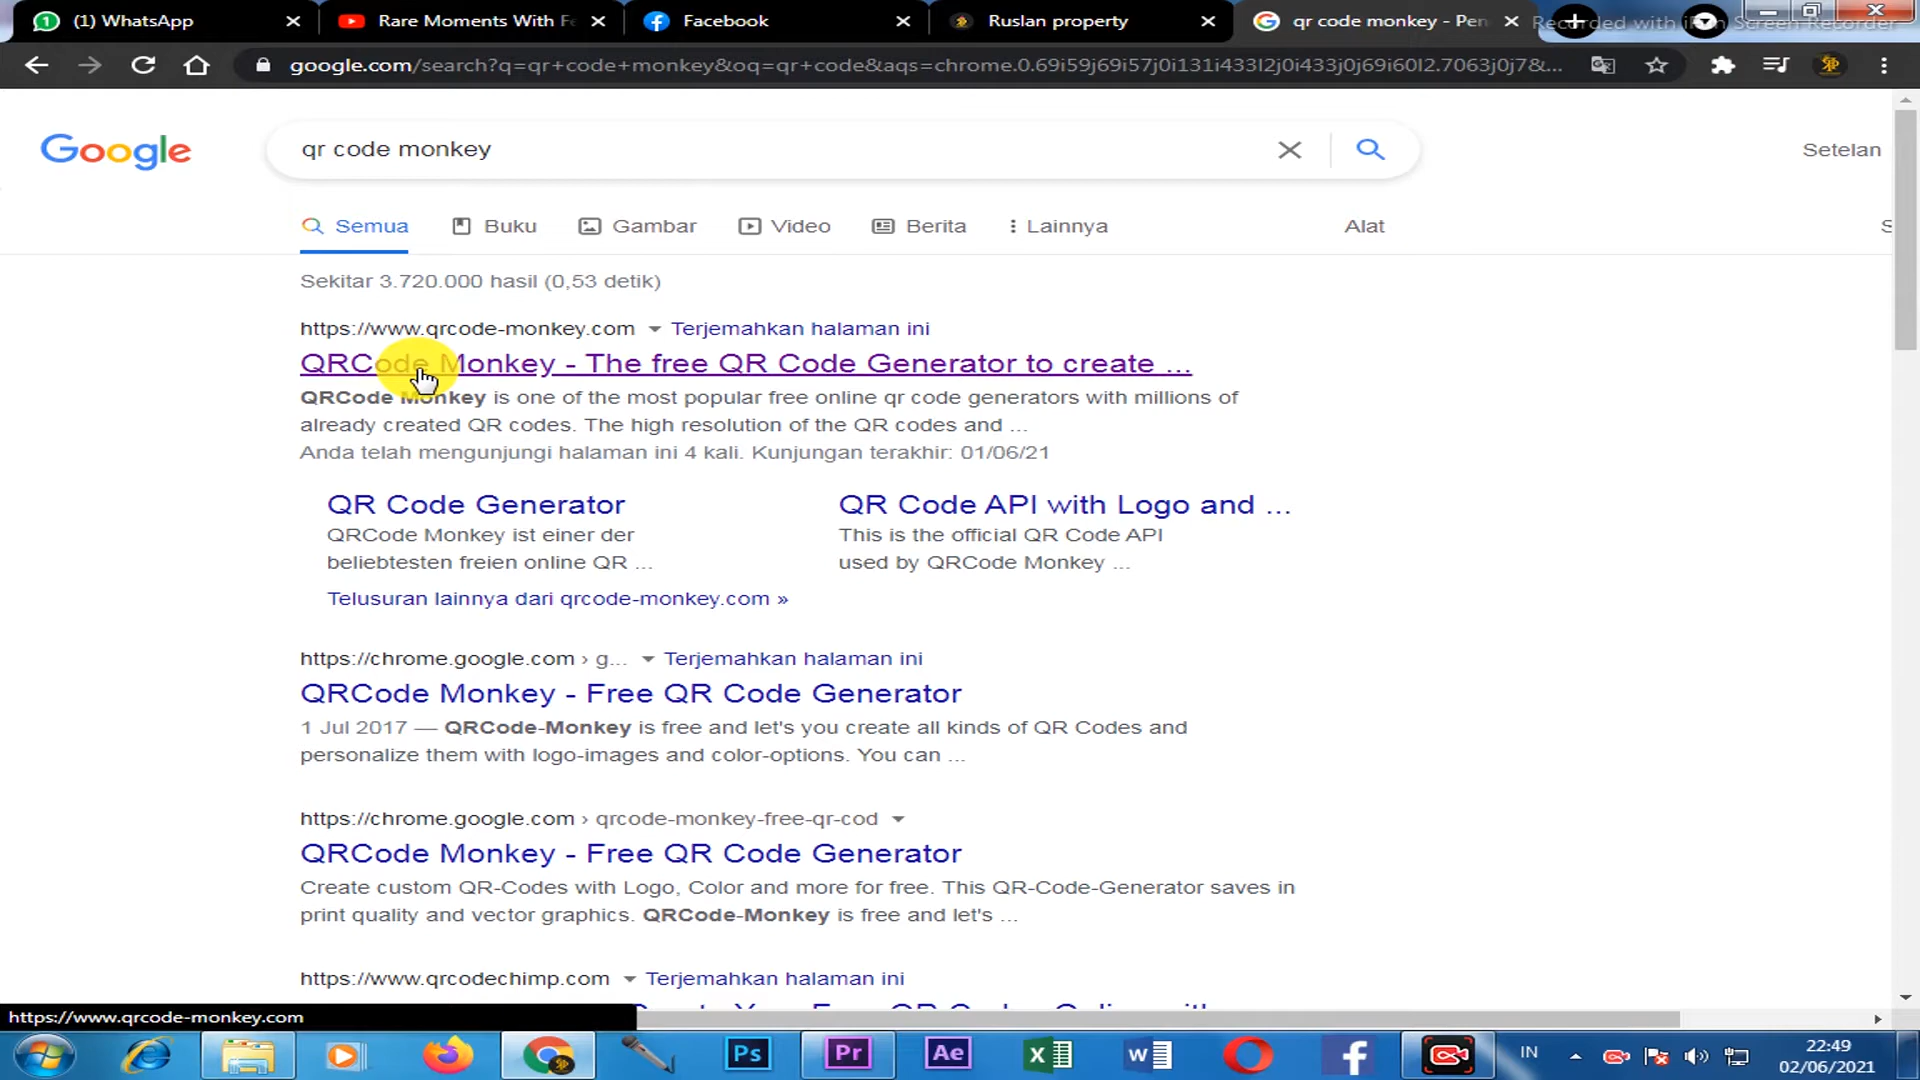 (1) WhatsApp
Rare Moments With Fe
Facebook
Ruslan property
qr code monkey - Pen
Recorded with iFun Screen Recorder
google.com/search?q=qr+code+monkey&oq=qr+code&aqs=chrome.0.69i59j69i57j0i131i433l2j0i433j0j69i60l2.7063j0j7&...
Google
qr code monkey
Setelan
Semua
Buku
Gambar
Video
Berita
Lainnya
Alat
S
Sekitar 3.720.000 hasil (0,53 detik)
https://www.qrcode-monkey.com Terjemahkan halaman ini
QRCode Monkey - The free QR Code Generator to create ...
QRCode Monkey is one of the most popular free online qr code generators with millions of
already created QR codes. The high resolution of the QR codes and ...
Anda telah mengunjungi halaman ini 4 kali. Kunjungan terakhir: 01/06/21
QR Code Generator
QRCode Monkey ist einer der
beliebtesten freien online QR ...
QR Code API with Logo and ...
This is the official QR Code API
used by QRCode Monkey ...
Telusuran lainnya dari qrcode-monkey.com »
https://chrome.google.com › g... Terjemahkan halaman ini
QRCode Monkey - Free QR Code Generator
1 Jul 2017 — QRCode-Monkey is free and let's you create all kinds of QR Codes and
personalize them with logo-images and color-options. You can ...
https://chrome.google.com › qrcode-monkey-free-qr-cod
QRCode Monkey - Free QR Code Generator
Create custom QR-Codes with Logo, Color and more for free. This QR-Code-Generator saves in
print quality and vector graphics. QRCode-Monkey is free and let's ...
https://www.qrcodechimp.com Terjemahkan halaman ini
https://www.qrcode-monkey.com
Ps
Pr
Ae
IN
22:49
02/06/2021